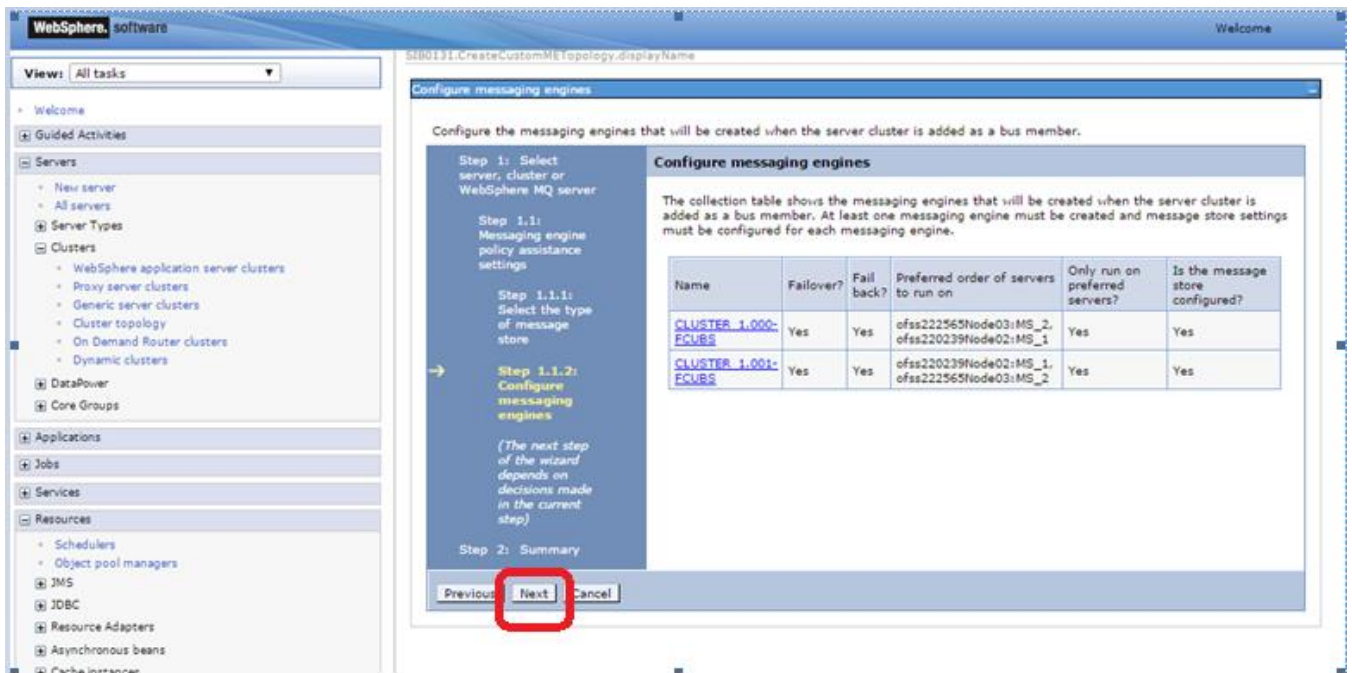 WebSphere. software
Welcome
View: All tasks
Welcome
Guided Activities
Servers
New server
All servers
Server Types
Clusters
WebSphere application server clusters
Proxy server clusters
Generic server clusters
Cluster topology
On Demand Router clusters
Dynamic clusters
DataPower
Core Groups
Applications
Jobs
Services
Resources
Schedulers
Object pool managers
JMS
JDBC
Resource Adapters
Asynchronous beans
Cache instances
SIB0131.CreateCustomMETopology.displayName
Configure messaging engines
Configure the messaging engines that will be created when the server cluster is added as a bus member.
Step 1: Select
server, cluster or
WebSphere MQ server
Step 1.1:
Messaging engine
policy assistance
settings
Step 1.1.1:
Select the type
of message
store
Step 1.1.2:
Configure
messaging
engines
(The next step
of the wizard
depends on
decisions made
in the current
step)
Step 2: Summary
Configure messaging engines
The collection table shows the messaging engines that will be created when the server cluster is
added as a bus member. At least one messaging engine must be created and message store settings
must be configured for each messaging engine.
Name
Failover?
Fail
back?
Preferred order of servers
to run on
Only run on
preferred
servers?
Is the message
store
configured?
CLUSTER_1.000-
FCUBS
Yes
Yes
ofss222565Node03:MS_2,
ofss220239Node02:MS_1
Yes
Yes
CLUSTER_1.001-
FCUBS
Yes
Yes
ofss220239Node02:MS_1,
ofss222565Node03:MS_2
Yes
Yes
Previous Next Cancel